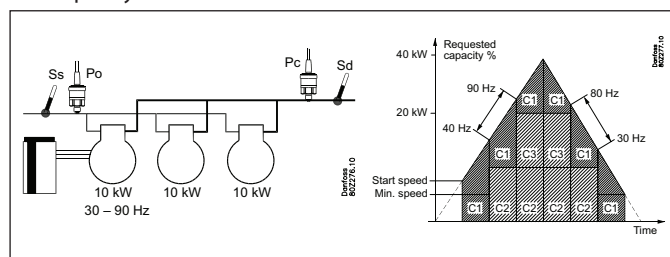 Ss
Po
Pc
Sd
10 kW
10 kW
10 kW
30 – 90 Hz
Danfoss
80Z276.10
40 kW
Requested
capacity %
Danfoss
80Z277.10
90 Hz
C1
C1
80 Hz
20 kW
40 Hz
30 Hz
C1
C3
C3
C1
Start speed
Min. speed
C1
C2
C2
C2
C2
C1
Time